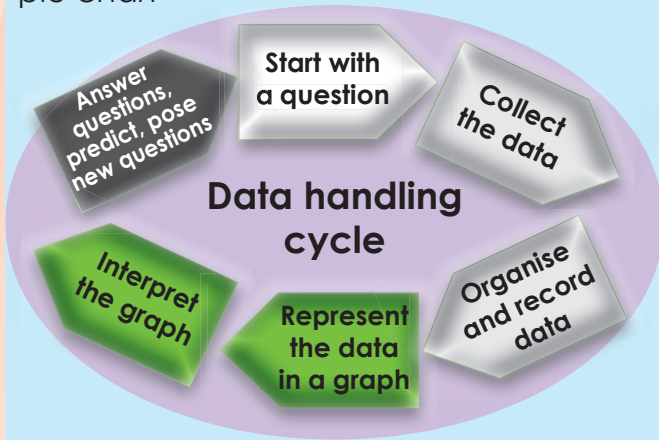 Start with
a question
Collect
the data
Organise
and record
data
Represent
the data
in a graph
Interpret
the graph
Answer
questions,
predict, pose
new questions
Data handling
cycle